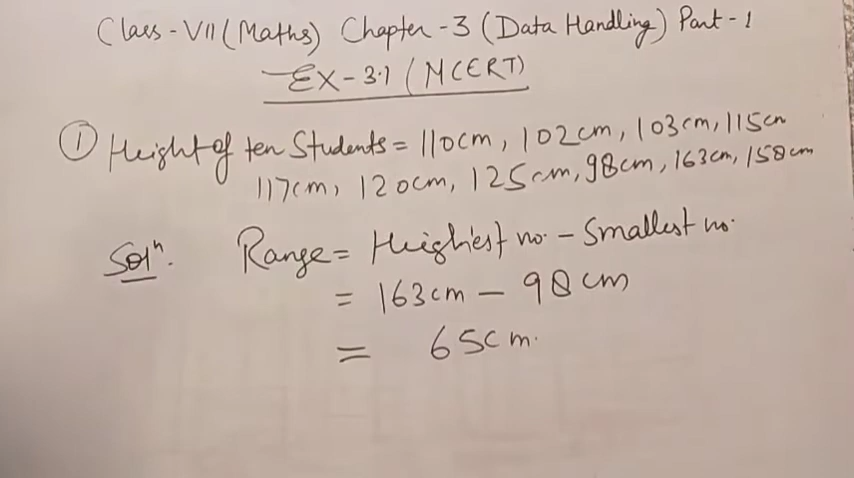 Class-VII (Maths) Chapter-3 (Data Handling) Part-1
EX-3.1 (NCERT)
① Height of ten Students = 110cm, 102cm, 103cm, 115cm
117cm, 120cm, 125cm, 98cm, 163cm, 158cm
Solⁿ. Range = Highest no. - Smallest no.
= 163cm - 98cm
= 65cm.